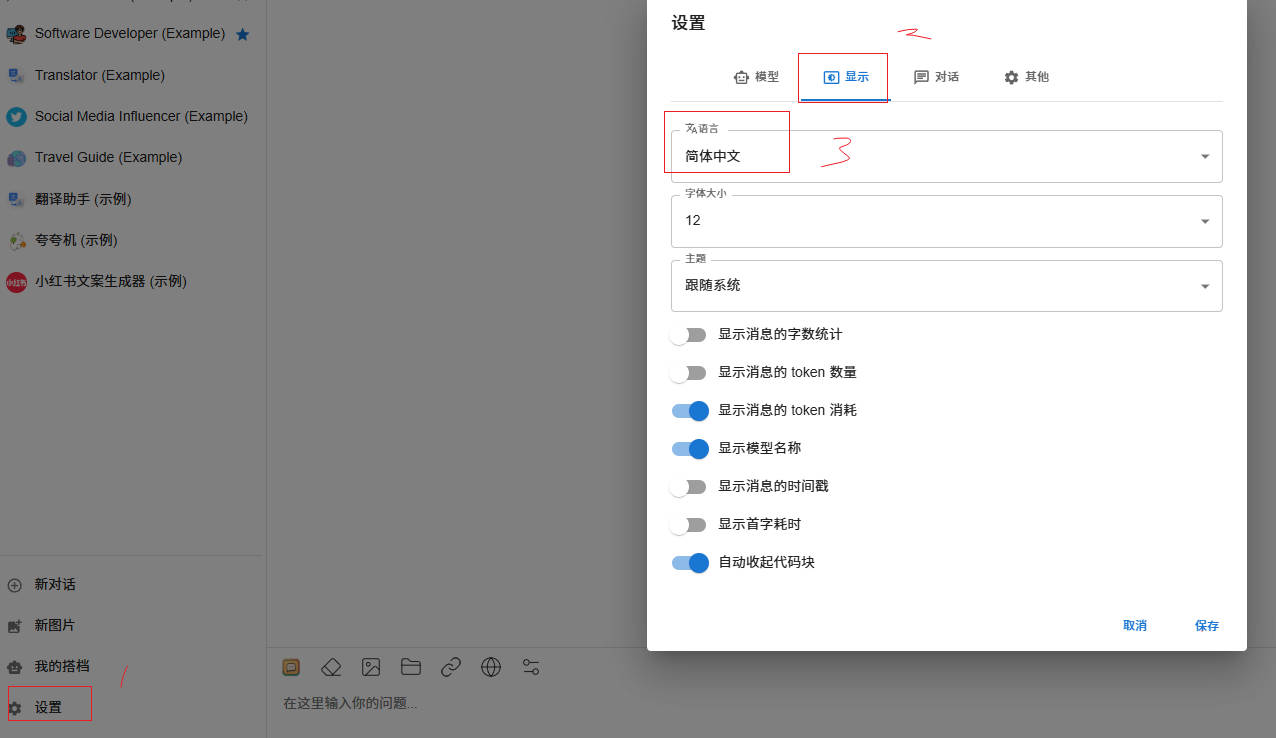 Software Developer (Example)
Translator (Example)
Social Media Influencer (Example)
Travel Guide (Example)
翻译助手 (示例)
夸夸机 (示例)
小红书
小红书文案生成器 (示例)
新对话
新图片
我的搭档
设置
1
在这里输入你的问题...
设置
2
模型
显示
对话
其他
语言
简体中文
3
字体大小
12
主题
跟随系统
显示消息的字数统计
显示消息的 token 数量
显示消息的 token 消耗
显示模型名称
显示消息的时间戳
显示首字耗时
自动收起代码块
取消
保存